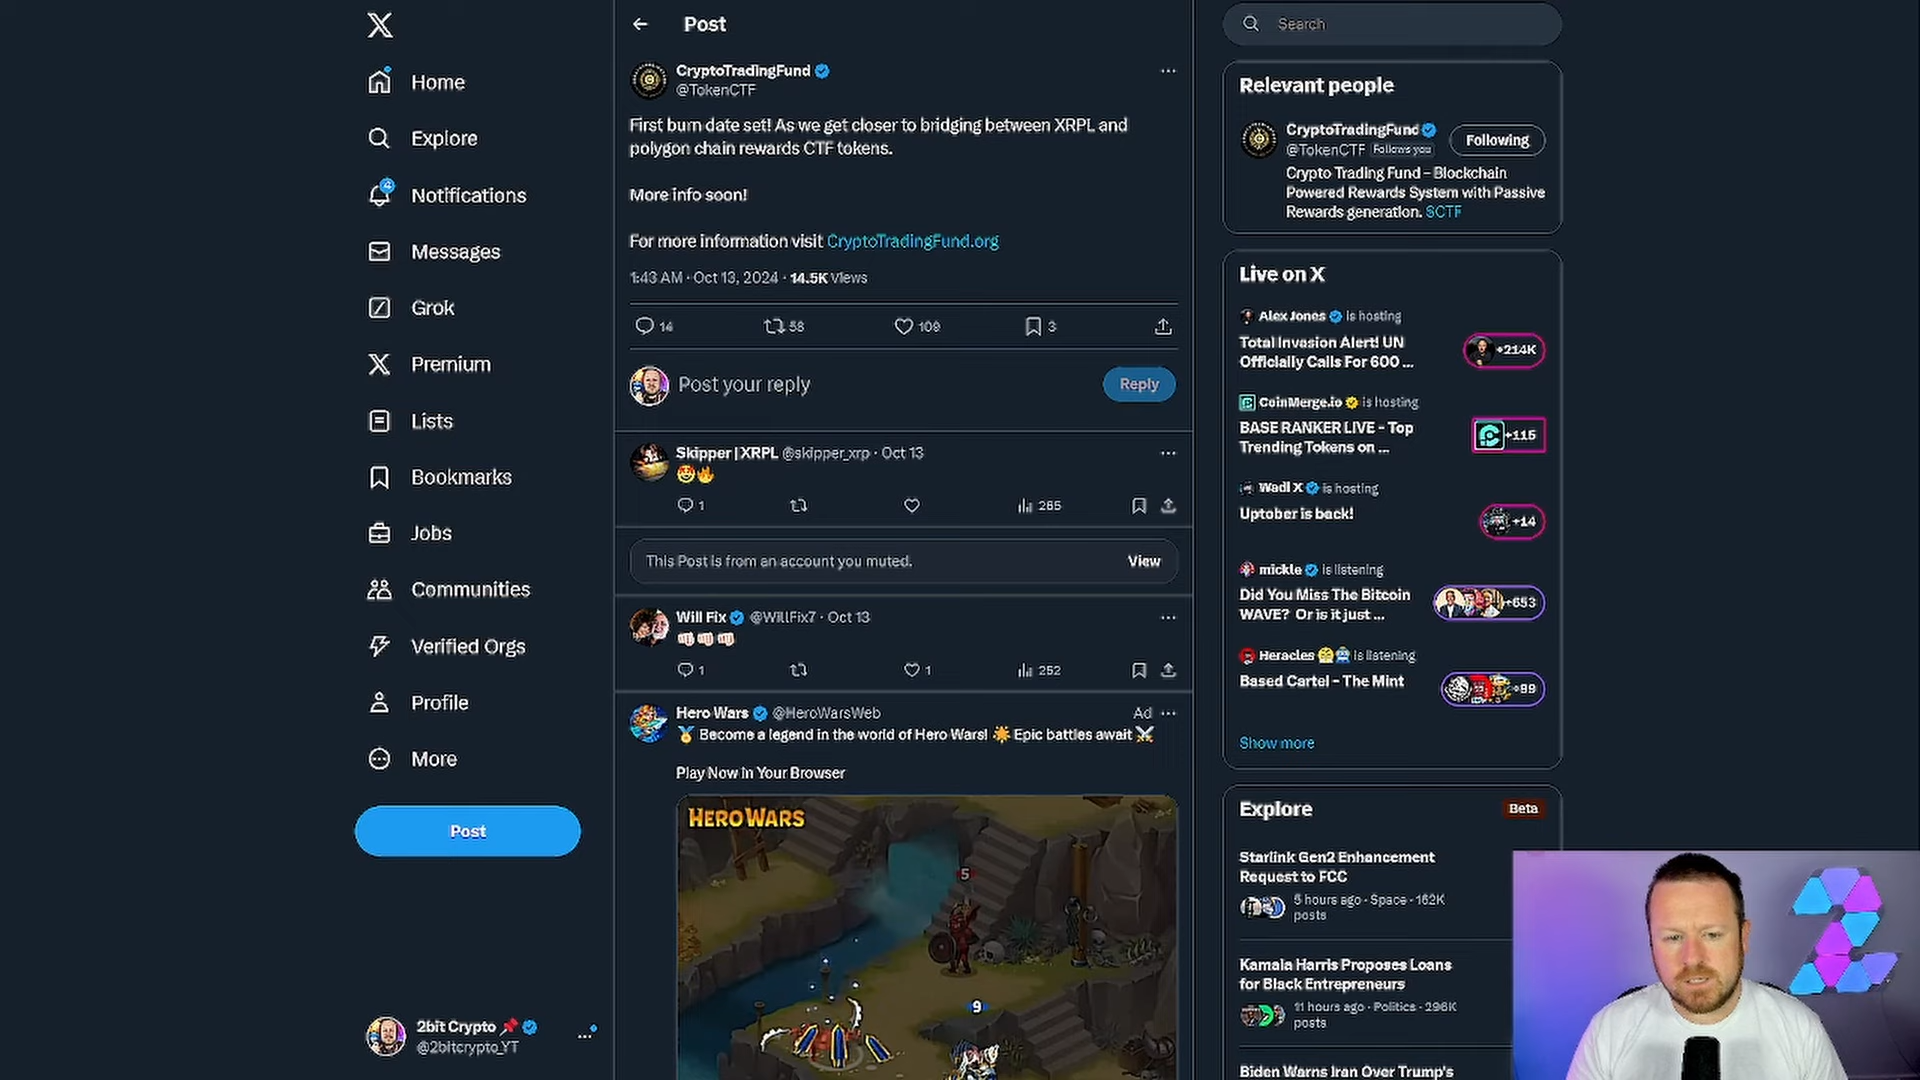 Home
Explore
4
Notifications
Messages
Grok
Premium
Lists
Bookmarks
Jobs
Communities
Verified Orgs
Profile
More
Post
2bit Crypto
@2bitcrypto_YT
Post
CryptoTradingFund
@TokenCTF
First burn date set! As we get closer to bridging between XRPL and
polygon chain rewards CTF tokens.
More info soon!
For more information visit CryptoTradingFund.org
1:43 AM · Oct 13, 2024 · 14.5K Views
14 58 109 3
Post your reply
Reply
Skipper | XRPL @skipper_xrp · Oct 13
🤩🔥
1 285
This Post is from an account you muted.
View
Will Fix @WillFix7 · Oct 13
👊🏻👊🏻👊🏻
1 1 252
Hero Wars @HeroWarsWeb Ad
🏅 Become a legend in the world of Hero Wars! 🌟 Epic battles await ⚔️
Play Now in Your Browser
HERO WARS
5
9
Search
Relevant people
CryptoTradingFund
@TokenCTF Follows you
Following
Crypto Trading Fund – Blockchain
Powered Rewards System with Passive
Rewards generation. $CTF
Live on X
Alex Jones is hosting
Total Invasion Alert! UN
Officially Calls For 600 ...
+214K
CoinMerge.io is hosting
BASE RANKER LIVE - Top
Trending Tokens on ...
+115
Wadl X is hosting
Uptober is back!
+14
mickle is listening
Did You Miss The Bitcoin
WAVE? Or is it just ...
+653
Heracles is listening
Based Cartel - The Mint
+99
Show more
Explore
Beta
Starlink Gen2 Enhancement
Request to FCC
5 hours ago · Space · 162K
posts
Kamala Harris Proposes Loans
for Black Entrepreneurs
11 hours ago · Politics · 296K
posts
Biden Warns Iran Over Trump's